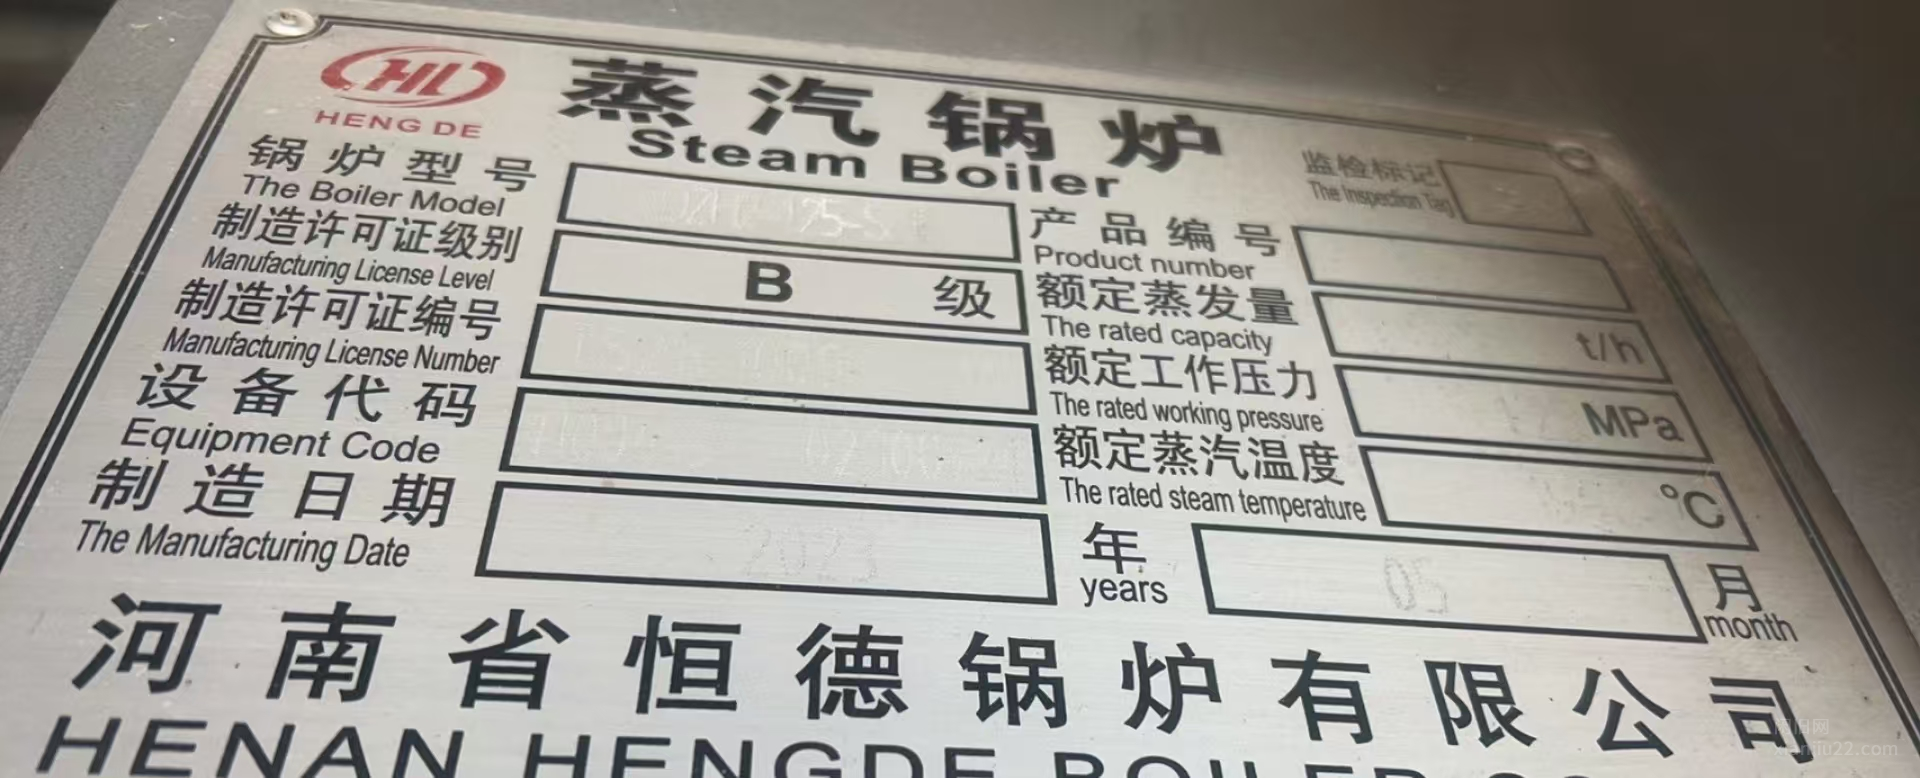 HENG DE
蒸汽锅炉
Steam Boiler
监检标记
The Inspection Tag
锅炉型号
The Boiler Model
产品编号
Product number
制造许可证级别
Manufacturing License Level
B 级
额定蒸发量
The rated capacity
t/h
制造许可证编号
Manufacturing License Number
额定工作压力
The rated working pressure
MPa
设备代码
Equipment Code
额定蒸汽温度
The rated steam temperature
°C
制造日期
The Manufacturing Date
2023
年
years
05
月
month
河南省恒德锅炉有限公司
HENAN HENGDE BOILER CO